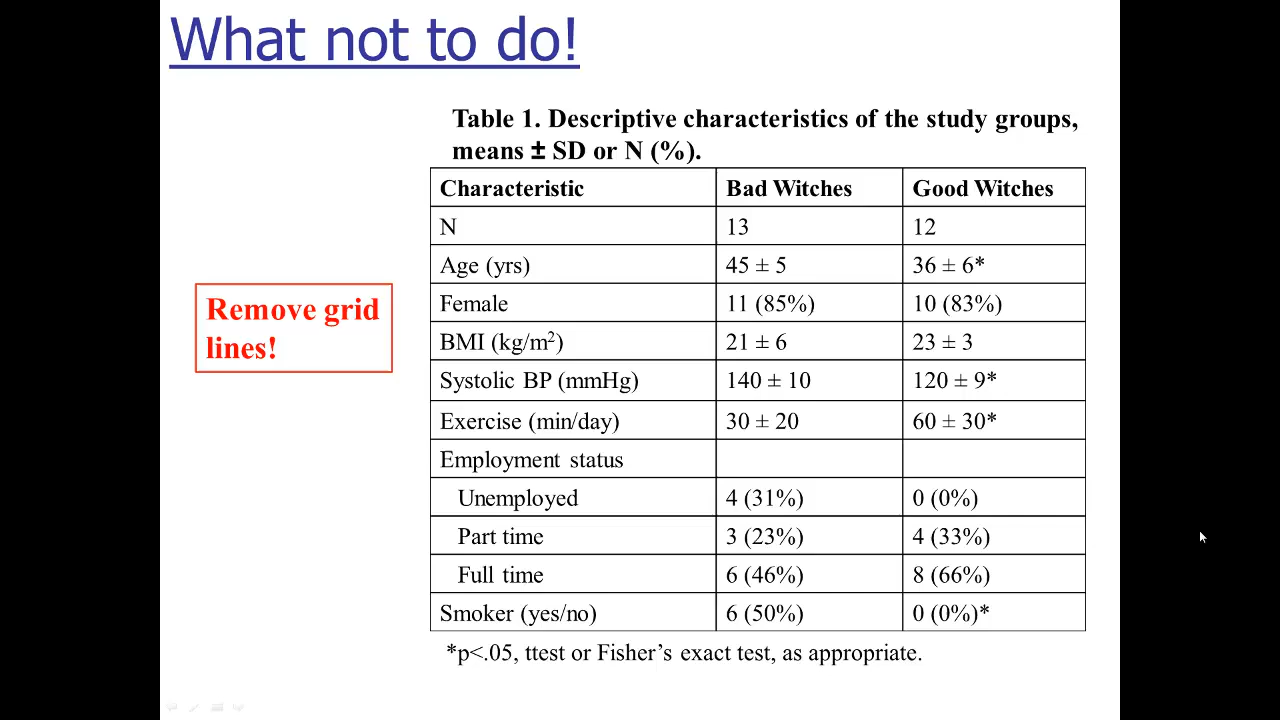 What not to do!
Table 1. Descriptive characteristics of the study groups,
means ± SD or N (%).
Characteristic Bad Witches Good Witches
N 13 12
Age (yrs) 45 ± 5 36 ± 6*
Female 11 (85%) 10 (83%)
BMI (kg/m²) 21 ± 6 23 ± 3
Systolic BP (mmHg) 140 ± 10 120 ± 9*
Exercise (min/day) 30 ± 20 60 ± 30*
Employment status
Unemployed 4 (31%) 0 (0%)
Part time 3 (23%) 4 (33%)
Full time 6 (46%) 8 (66%)
Smoker (yes/no) 6 (50%) 0 (0%)*
*p<.05, ttest or Fisher’s exact test, as appropriate.
Remove grid
lines!